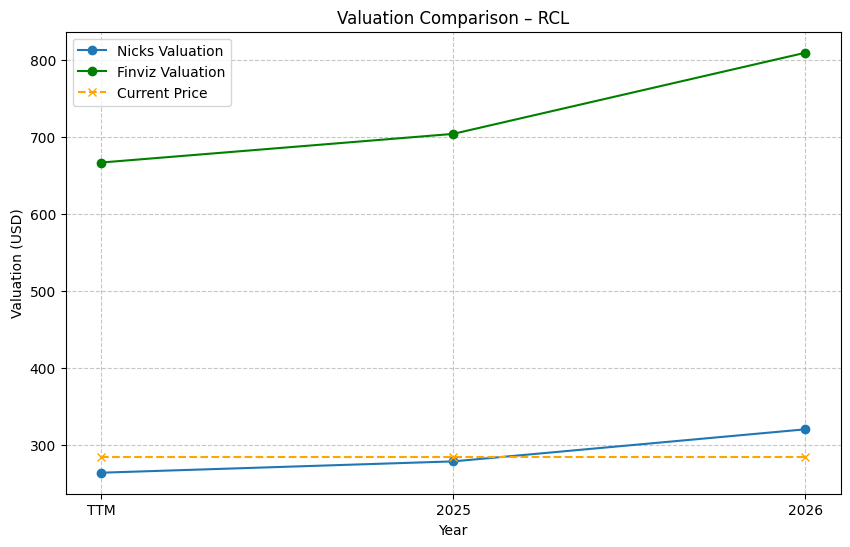 Valuation Comparison – RCL
Nicks Valuation
Finviz Valuation
Current Price
Valuation (USD)
800
700
600
500
400
300
TTM
2025
2026
Year